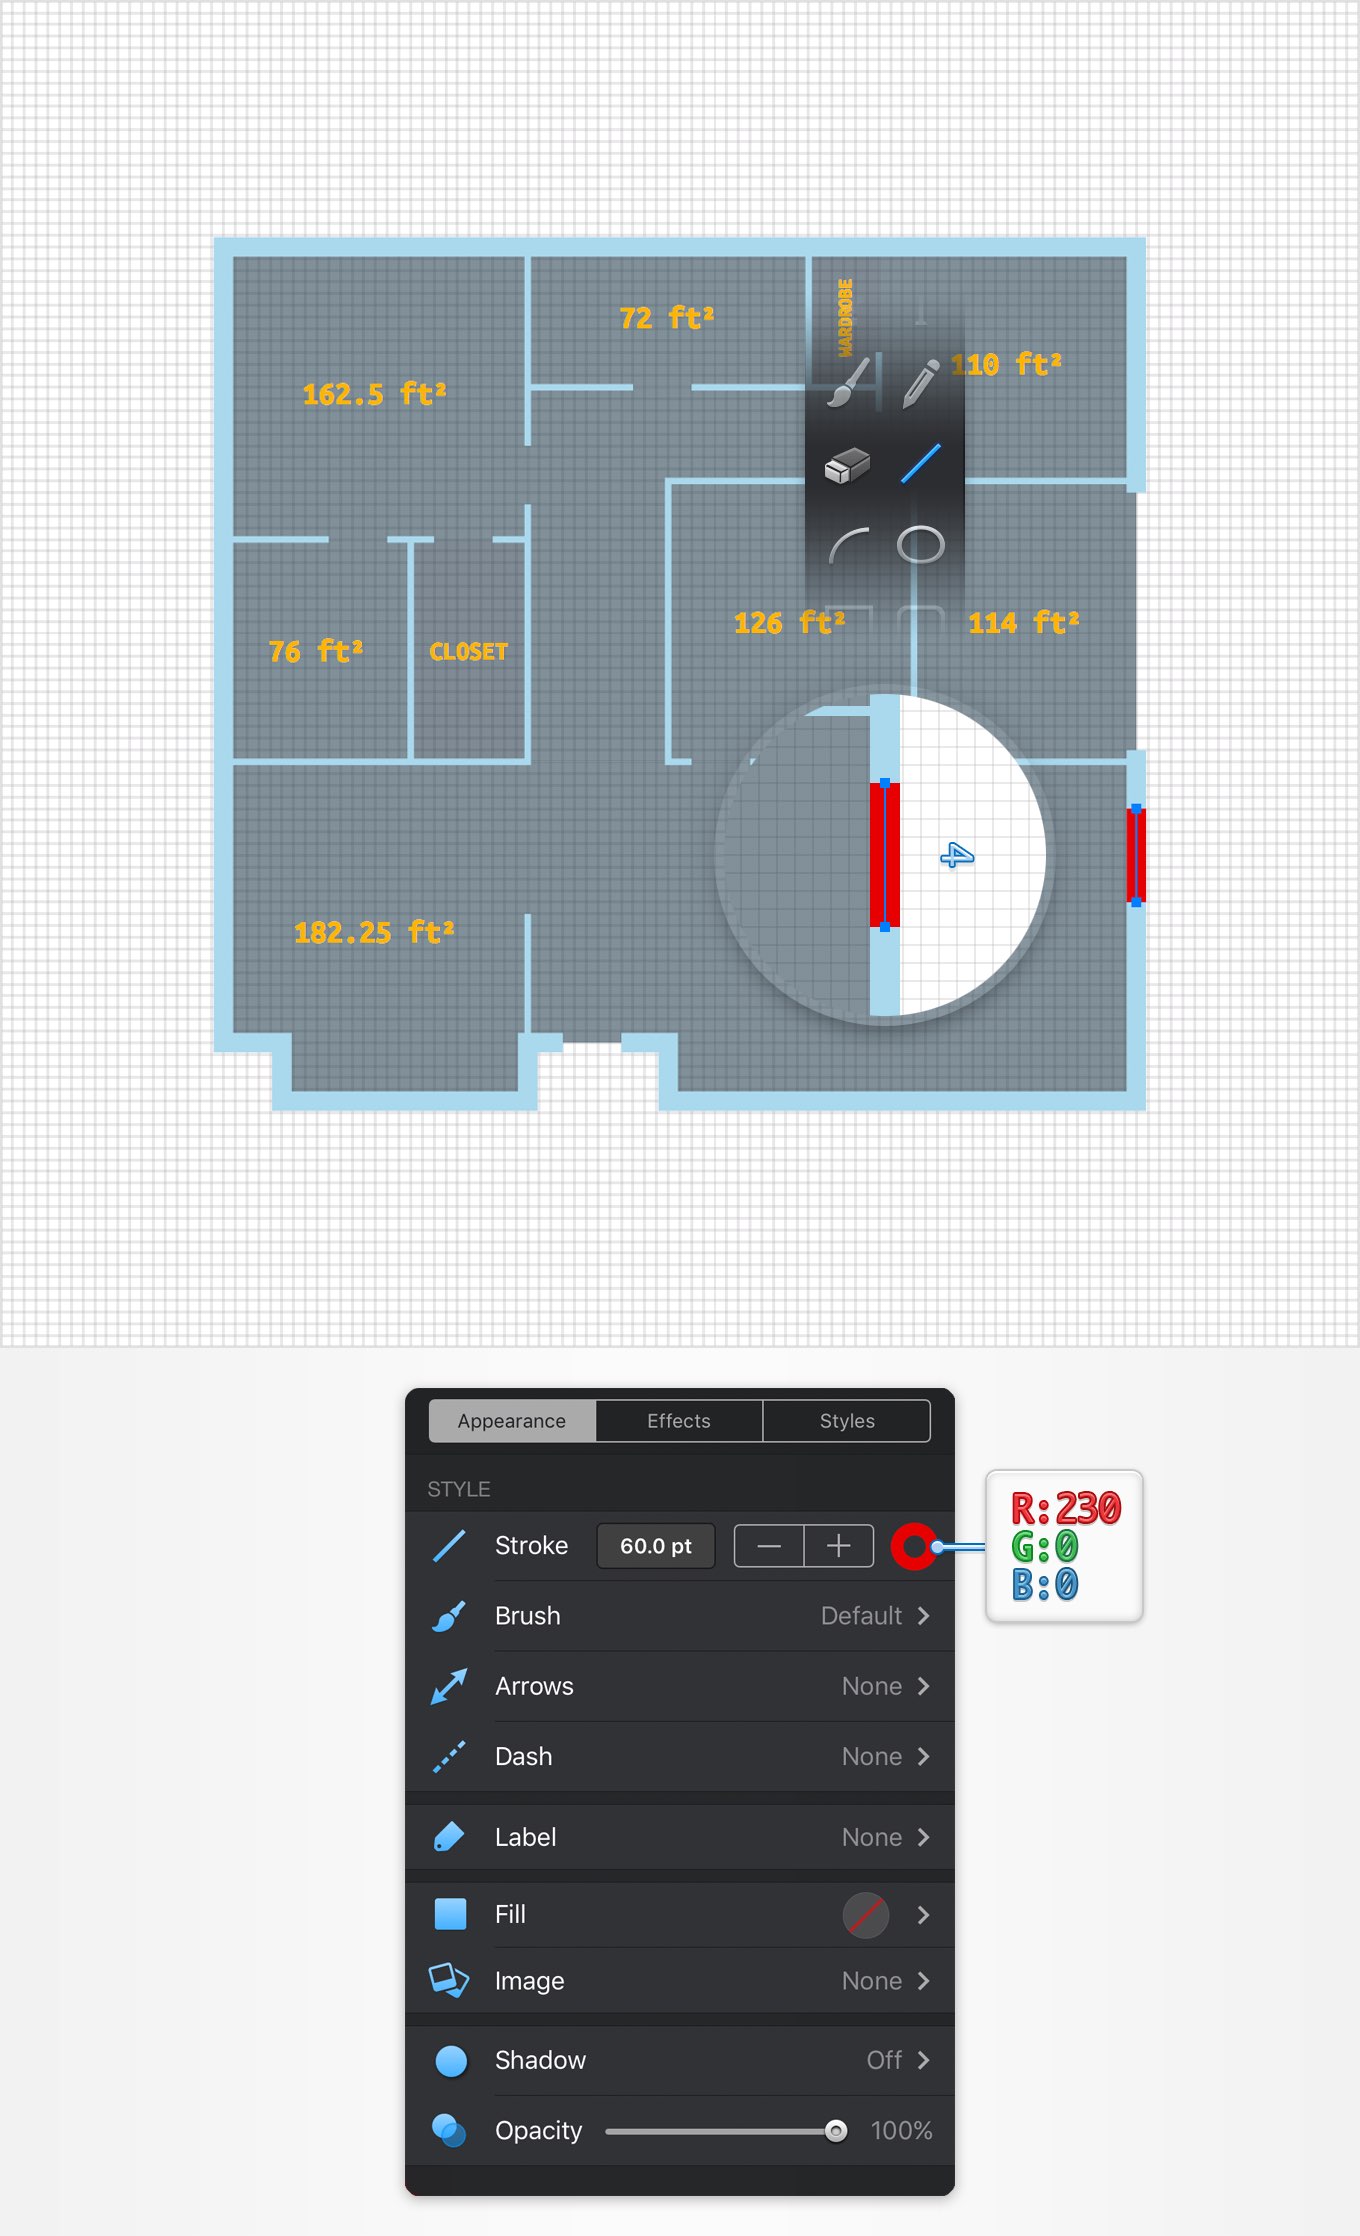 72 ft²
WARDROBE
110 ft²
162.5 ft²
126 ft²
114 ft²
76 ft²
CLOSET
4
182.25 ft²
Appearance
Effects
Styles
STYLE
Stroke
60.0 pt
R:230
G:0
B:0
Brush
Default
Arrows
None
Dash
None
Label
None
Fill
Image
None
Shadow
Off
Opacity
100%